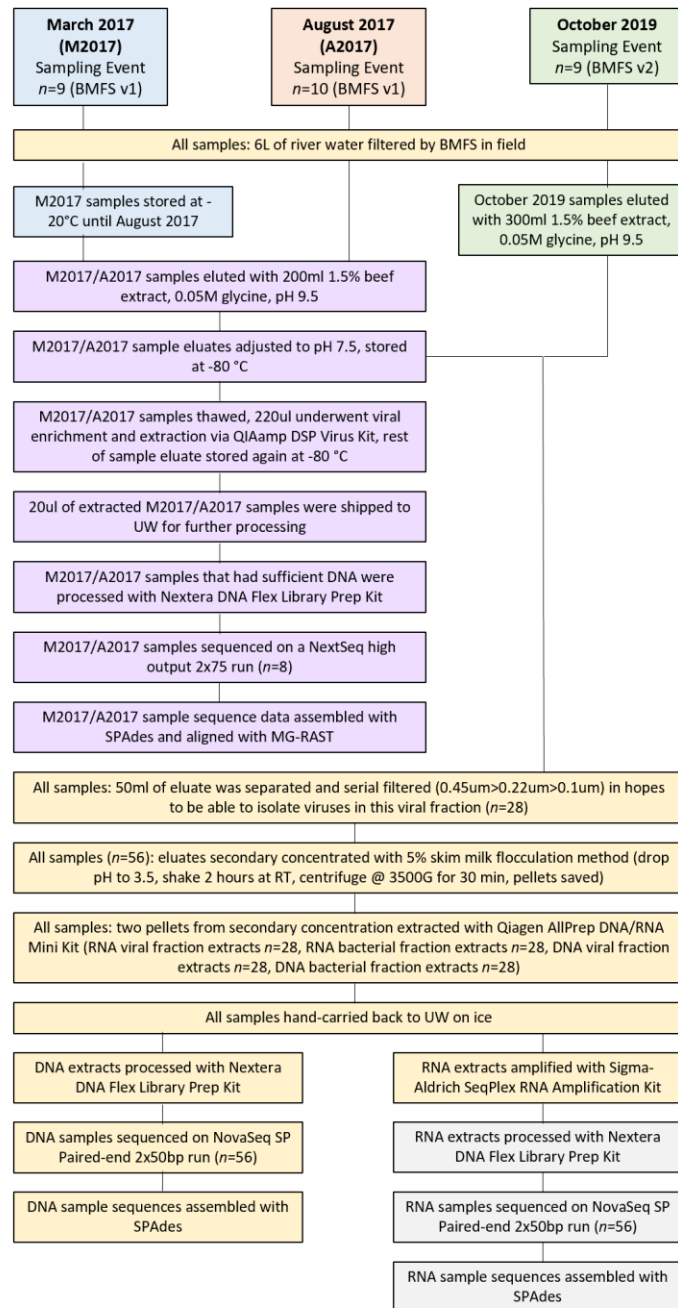 March 2017
(M2017)
Sampling Event
n=9 (BMFS v1)
August 2017
(A2017)
Sampling Event
n=10 (BMFS v1)
October 2019
Sampling Event
n=9 (BMFS v2)
All samples: 6L of river water filtered by BMFS in field
M2017 samples stored at -
20°C until August 2017
October 2019 samples eluted
with 300ml 1.5% beef extract,
0.05M glycine, pH 9.5
M2017/A2017 samples eluted with 200ml 1.5% beef
extract, 0.05M glycine, pH 9.5
M2017/A2017 sample eluates adjusted to pH 7.5, stored
at -80 °C
M2017/A2017 samples thawed, 220ul underwent viral
enrichment and extraction via QIAamp DSP Virus Kit, rest
of sample eluate stored again at -80 °C
20ul of extracted M2017/A2017 samples were shipped to
UW for further processing
M2017/A2017 samples that had sufficient DNA were
processed with Nextera DNA Flex Library Prep Kit
M2017/A2017 samples sequenced on a NextSeq high
output 2x75 run (n=8)
M2017/A2017 sample sequence data assembled with
SPAdes and aligned with MG-RAST
All samples: 50ml of eluate was separated and serial filtered (0.45um>0.22um>0.1um) in hopes
to be able to isolate viruses in this viral fraction (n=28)
All samples (n=56): eluates secondary concentrated with 5% skim milk flocculation method (drop
pH to 3.5, shake 2 hours at RT, centrifuge @ 3500G for 30 min, pellets saved)
All samples: two pellets from secondary concentration extracted with Qiagen AllPrep DNA/RNA
Mini Kit (RNA viral fraction extracts n=28, RNA bacterial fraction extracts n=28, DNA viral fraction
extracts n=28, DNA bacterial fraction extracts n=28)
All samples hand-carried back to UW on ice
DNA extracts processed with Nextera
DNA Flex Library Prep Kit
DNA samples sequenced on NovaSeq SP
Paired-end 2x50bp run (n=56)
DNA sample sequences assembled with
SPAdes
RNA extracts amplified with Sigma-
Aldrich SeqPlex RNA Amplification Kit
RNA extracts processed with Nextera
DNA Flex Library Prep Kit
RNA samples sequenced on NovaSeq SP
Paired-end 2x50bp run (n=56)
RNA sample sequences assembled with
SPAdes